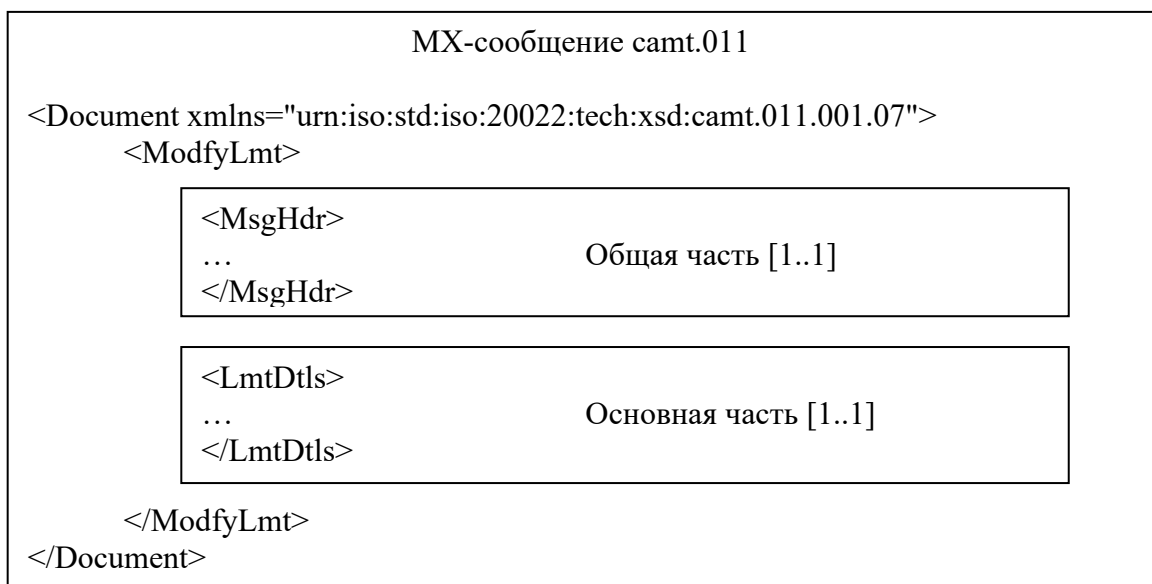 MX-сообщение camt.011
<Document xmlns="urn:iso:std:iso:20022:tech:xsd:camt.011.001.07">
<ModfyLmt>
<MsgHdr>
… Общая часть [1..1]
</MsgHdr>
<LmtDtls>
… Основная часть [1..1]
</LmtDtls>
</ModfyLmt>
</Document>